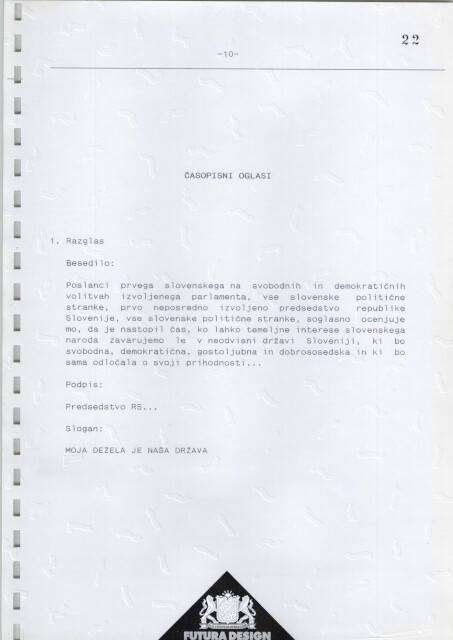 22
-10-
ČASOPISNI OGLASI
1. Razglas
Besedilo:
Poslanci prvega slovenskega na svobodnih in demokratičnih
volitvah izvoljenega parlamenta, vse slovenske politične
stranke, prvo neposredno izvoljeno predsedstvo republike
Slovenije, vse slovenske politične stranke, soglasno ocenjuje
mo, da je nastopil čas, ko lahko temeljne interese slovenskega
naroda zavarujemo le v neodvisni državi Sloveniji, ki bo
svobodna, demokratična, gostoljubna in dobrososedska in ki bo
sama odločala o svoji prihodnosti...
Podpis:
Predsedstvo RS...
Slogan:
MOJA DEŽELA JE NAŠA DRŽAVA
FUTURA DESIGN